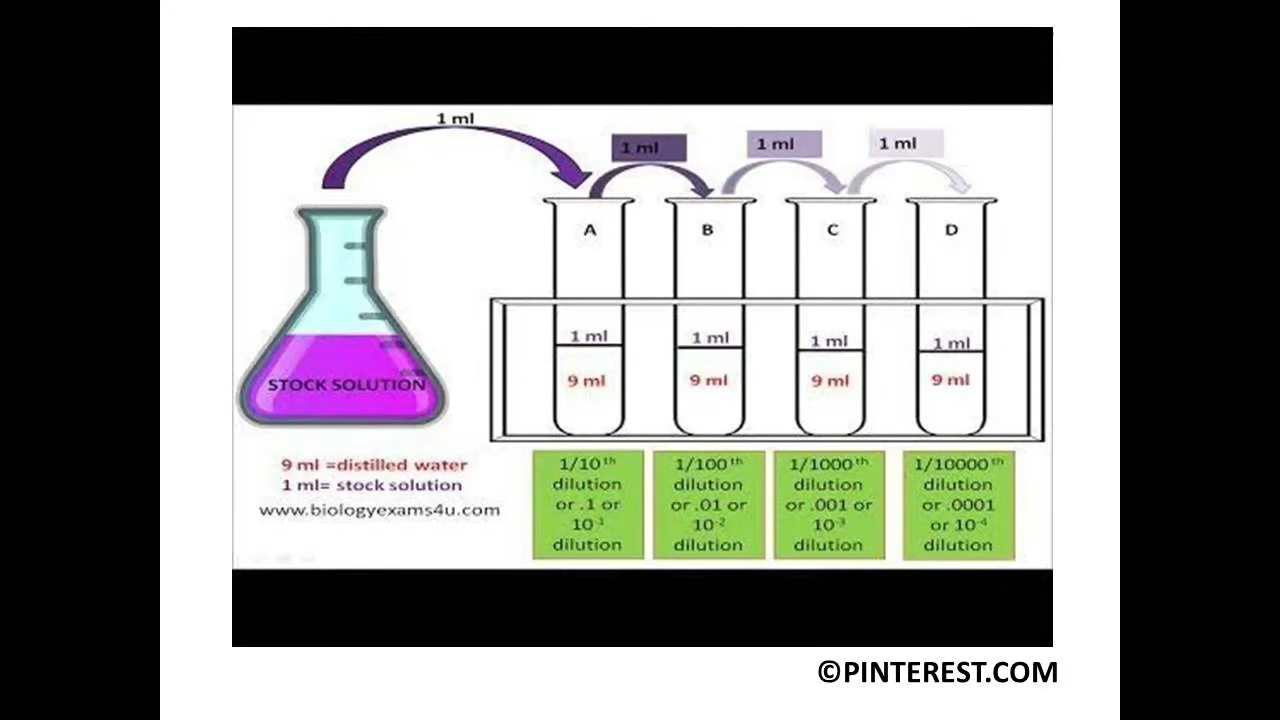 1 ml
1 ml
1 ml
1 ml
A
B
C
D
1 ml
1 ml
1 ml
1 ml
9 ml
9 ml
9 ml
9 ml
STOCK SOLUTION
9 ml =distilled water
1 ml= stock solution
www.biologyexams4u.com
1/10th
dilution
or .1 or
10-1
dilution
1/100th
dilution
or .01 or
10-2
dilution
1/1000th
dilution
or .001 or
10-3
dilution
1/10000th
dilution
or .0001
or 10-4
dilution
©PINTEREST.COM